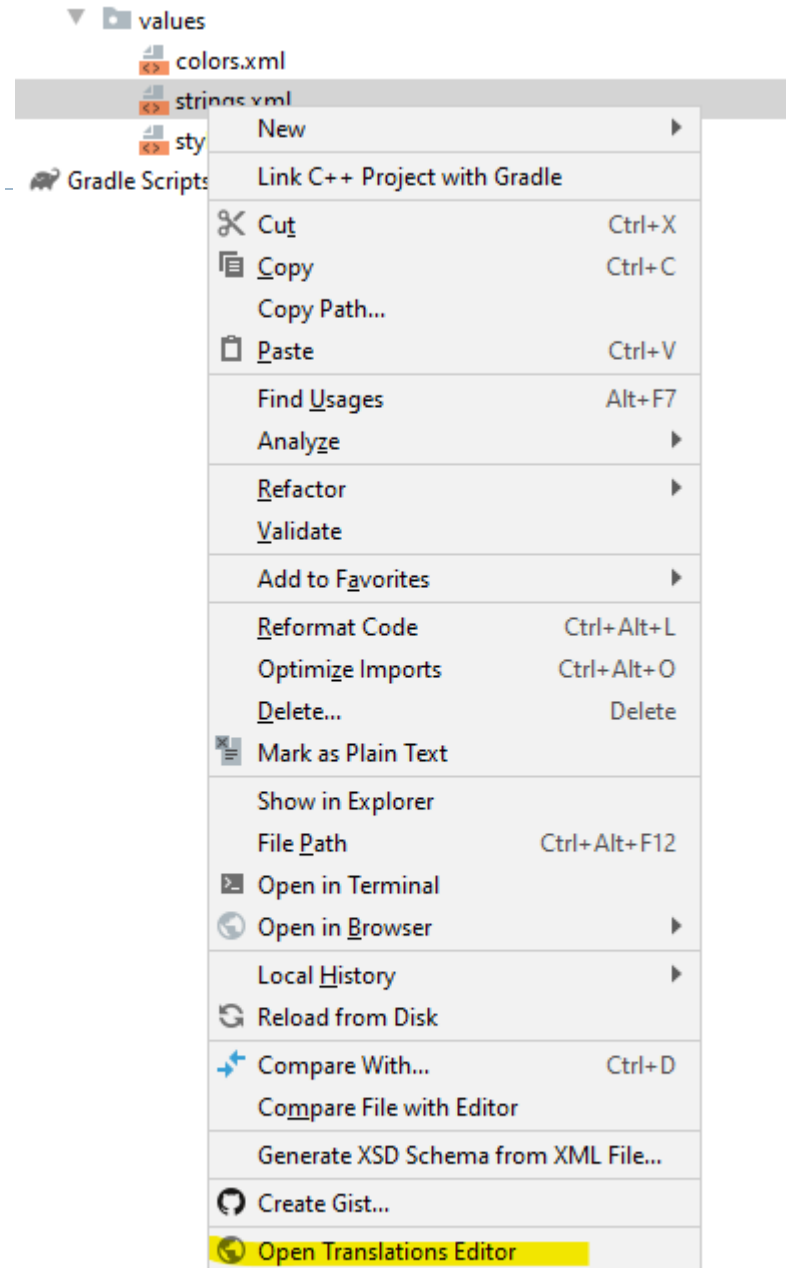 values
colors.xml
strings.xml
sty
Gradle Scripts
New
Link C++ Project with Gradle
Cut Ctrl+X
Copy Ctrl+C
Copy Path...
Paste Ctrl+V
Find Usages Alt+F7
Analyze
Refactor
Validate
Add to Favorites
Reformat Code Ctrl+Alt+L
Optimize Imports Ctrl+Alt+O
Delete... Delete
Mark as Plain Text
Show in Explorer
File Path Ctrl+Alt+F12
Open in Terminal
Open in Browser
Local History
Reload from Disk
Compare With... Ctrl+D
Compare File with Editor
Generate XSD Schema from XML File...
Create Gist...
Open Translations Editor